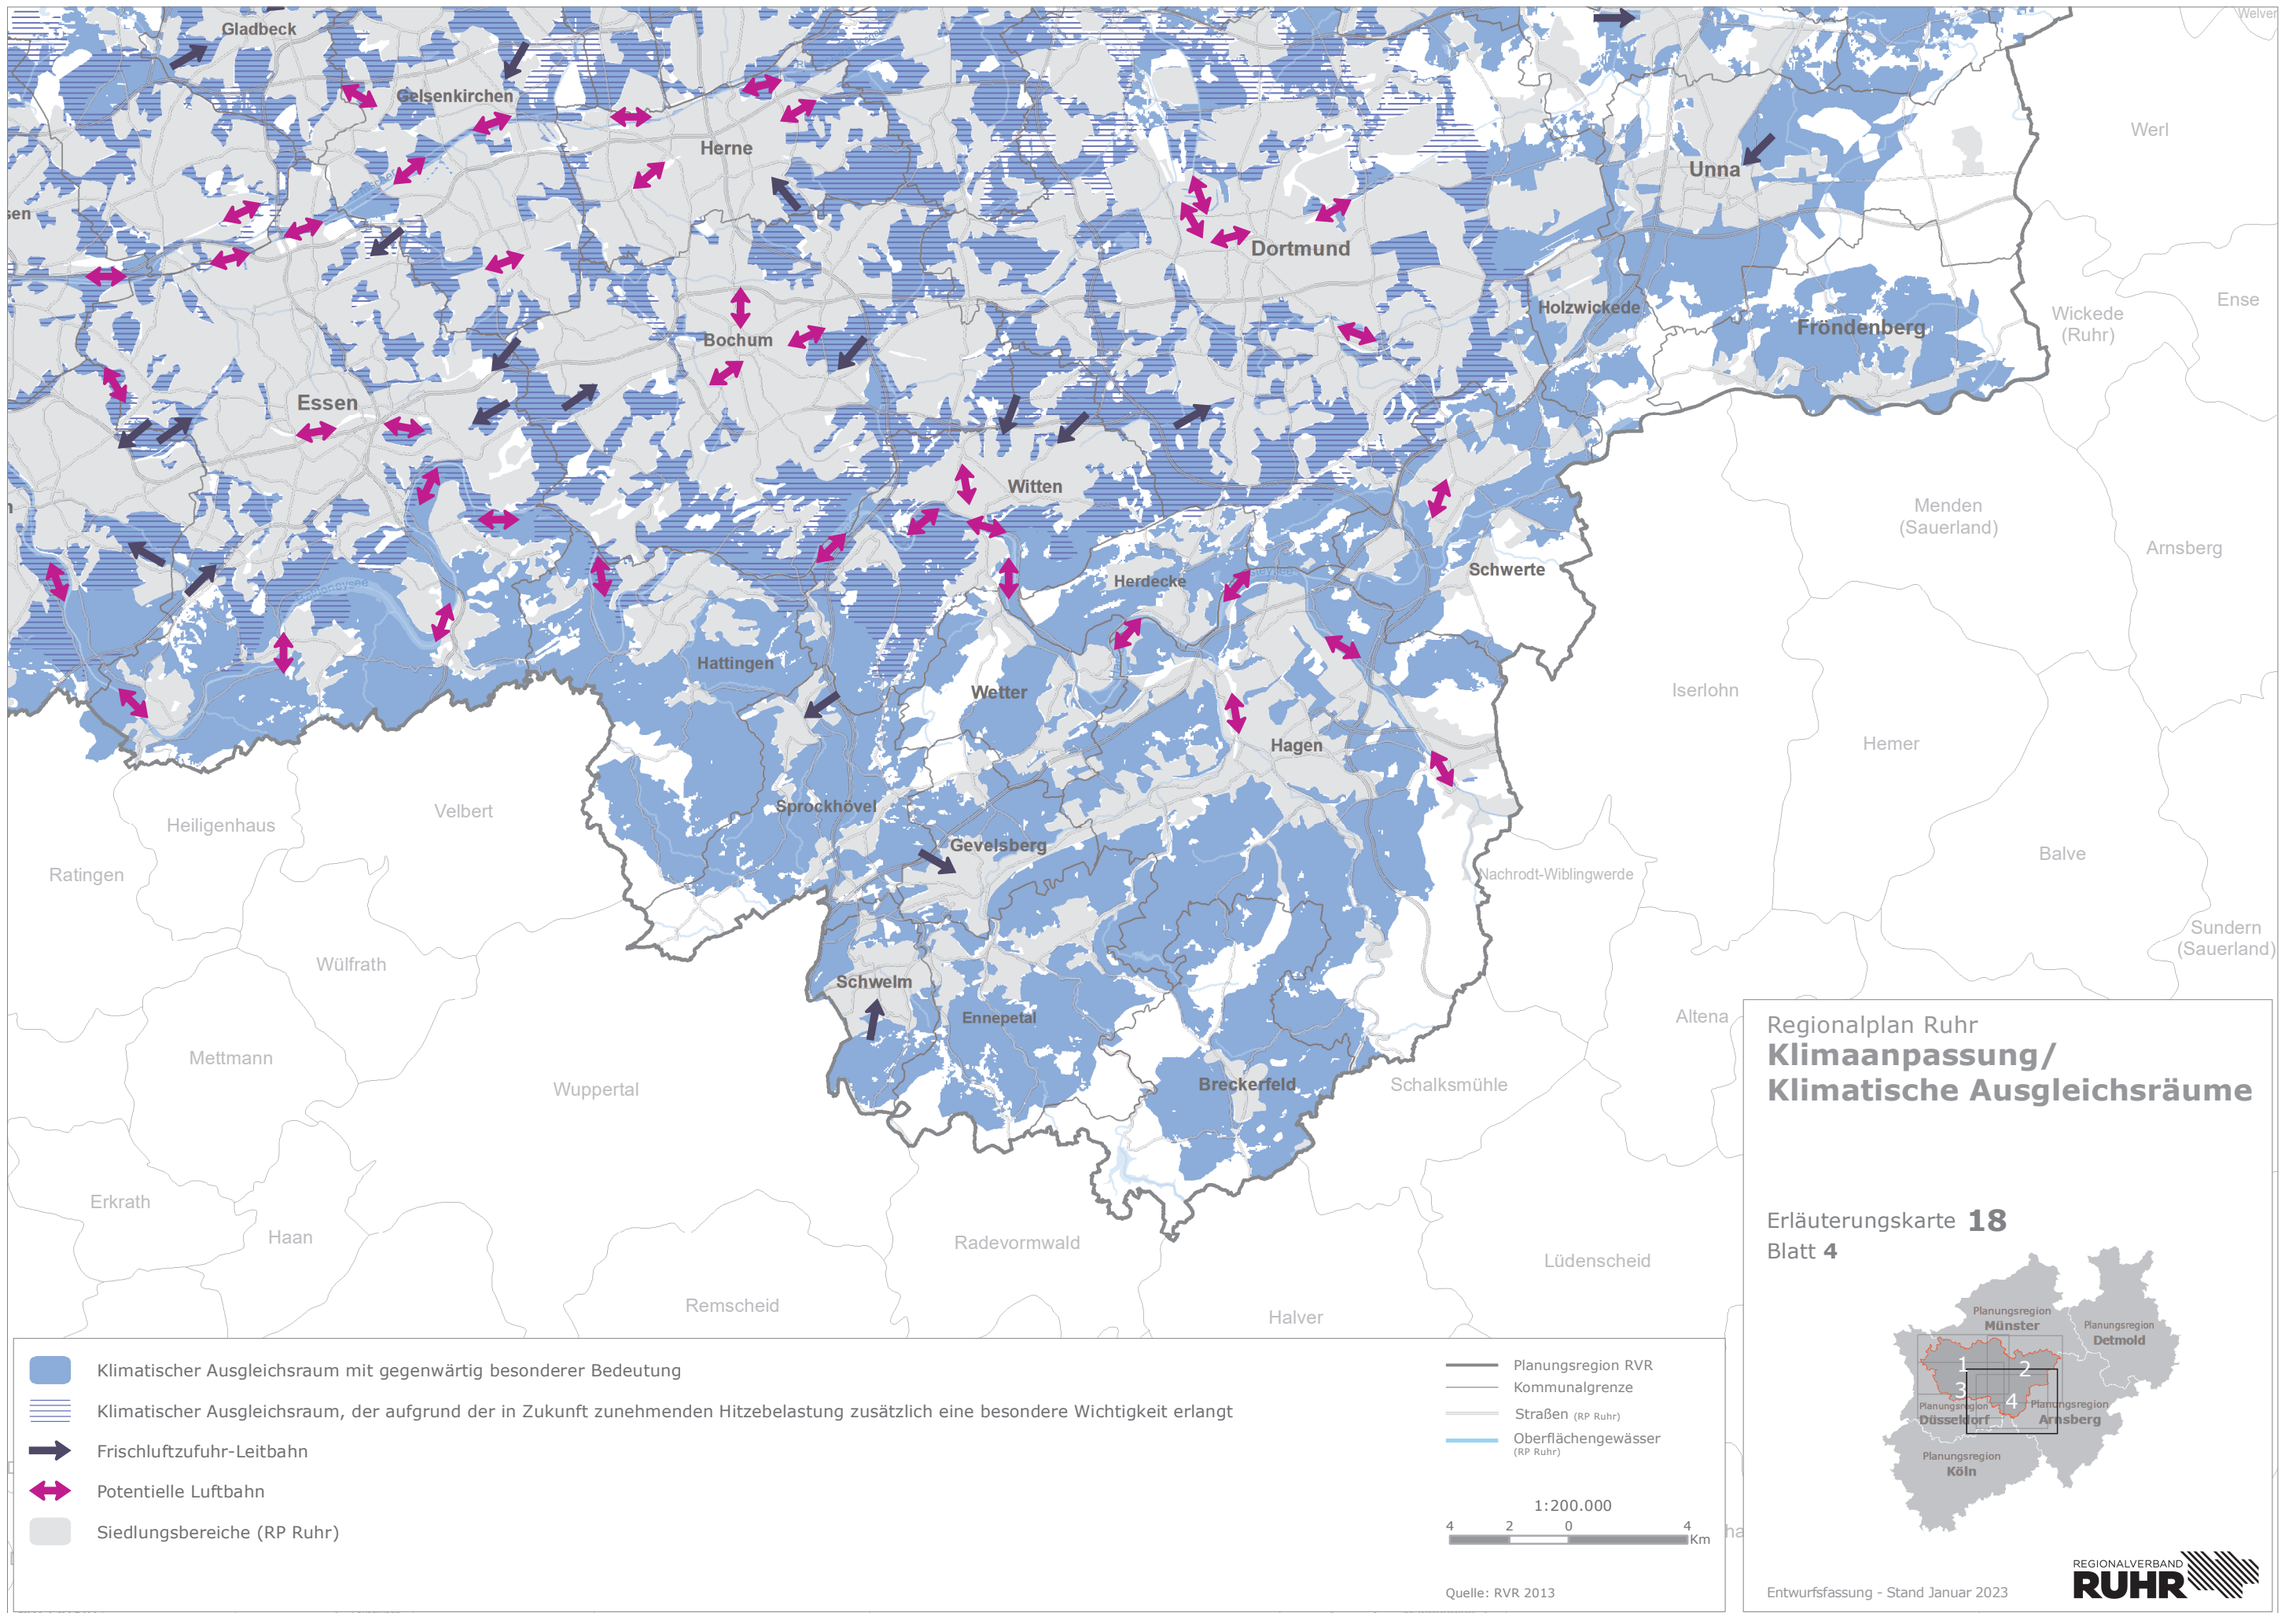 Gladbeck
Welver
Gelsenkirchen
Werl
Herne
Unna
sen
Dortmund
Ense
Holzwickede
Wickede
(Ruhr)
Fröndenberg
Bochum
Essen
Witten
Menden
(Sauerland)
Arnsberg
Schwerte
Herdecke
Hattingen
Wetter
Iserlohn
Hagen
Hemer
Sprockhövel
Velbert
Heiligenhaus
Gevelsberg
Balve
Ratingen
Nachrodt-Wiblingwerde
Sundern
(Sauerland)
Wülfrath
Schwelm
Ennepetal
Altena
Mettmann
Wuppertal
Breckerfeld
Schalksmühle
Erkrath
Haan
Radevormwald
Lüdenscheid
Remscheid
Halver
Regionalplan Ruhr
Klimaanpassung/
Klimatische Ausgleichsräume
Erläuterungskarte 18
Blatt 4
Planungsregion
Münster
Planungsregion
Detmold
1
2
3
4
Planungsregion
Düsseldorf
Planungsregion
Arnsberg
Planungsregion
Köln
Entwurfsfassung - Stand Januar 2023
REGIONALVERBAND
RUHR
Klimatischer Ausgleichsraum mit gegenwärtig besonderer Bedeutung
Klimatischer Ausgleichsraum, der aufgrund der in Zukunft zunehmenden Hitzebelastung zusätzlich eine besondere Wichtigkeit erlangt
Frischluftzufuhr-Leitbahn
Potentielle Luftbahn
Siedlungsbereiche (RP Ruhr)
Planungsregion RVR
Kommunalgrenze
Straßen (RP Ruhr)
Oberflächengewässer
(RP Ruhr)
1:200.000
4 2 0 4
Km
Quelle: RVR 2013